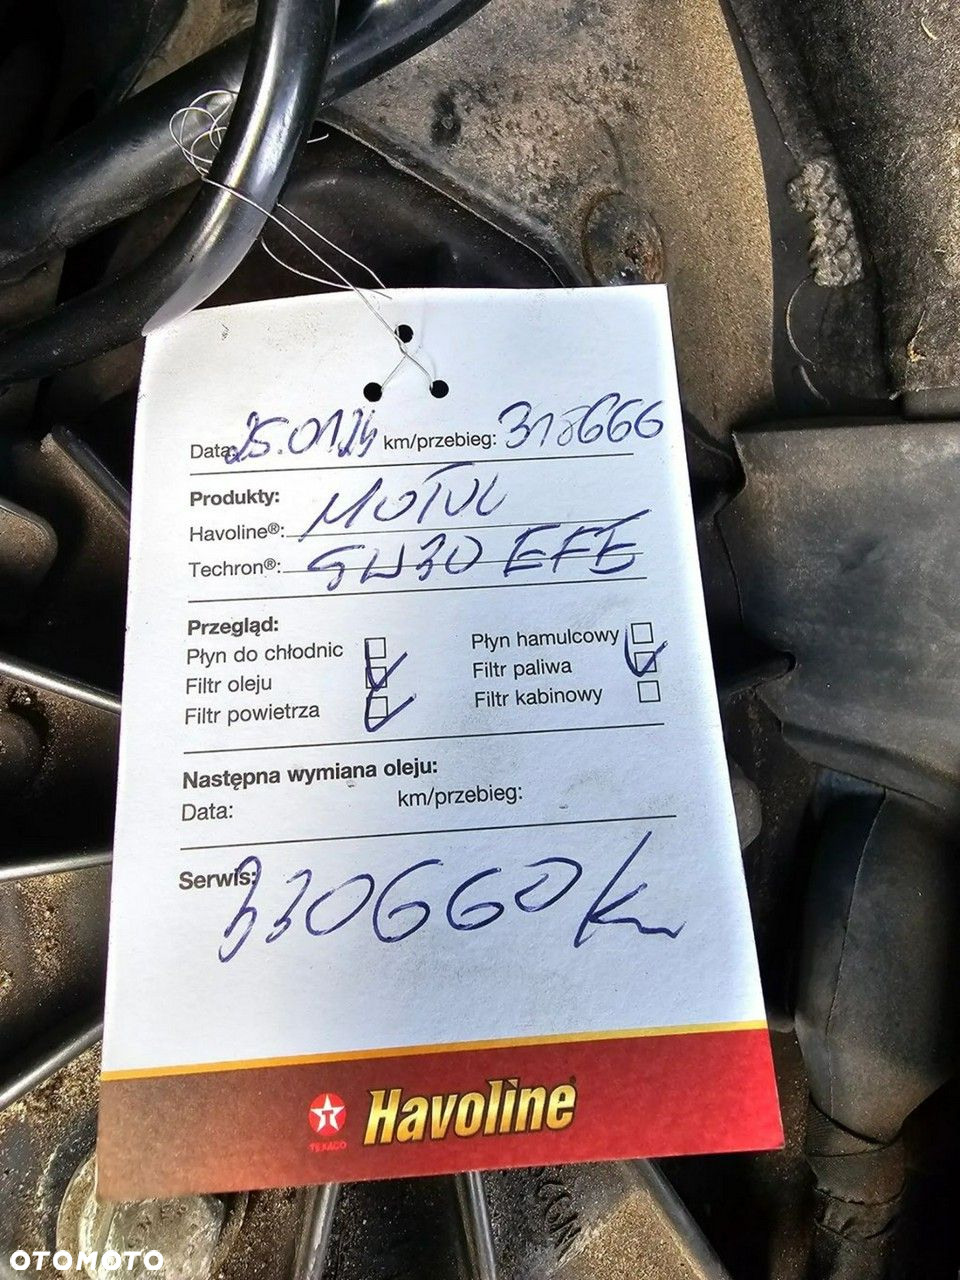 Data: 25.01.24 km/przebieg: 318666
Produkty: MOTUL
Havoline®:
Techron®: 5W30 EFE
Przegląd:
Płyn do chłodnic Płyn hamulcowy
Filtr oleju Filtr paliwa
Filtr powietrza Filtr kabinowy
Następna wymiana oleju:
Data: km/przebieg:
Serwis: 330660 km
TEXACO Havoline
OTOMOTO